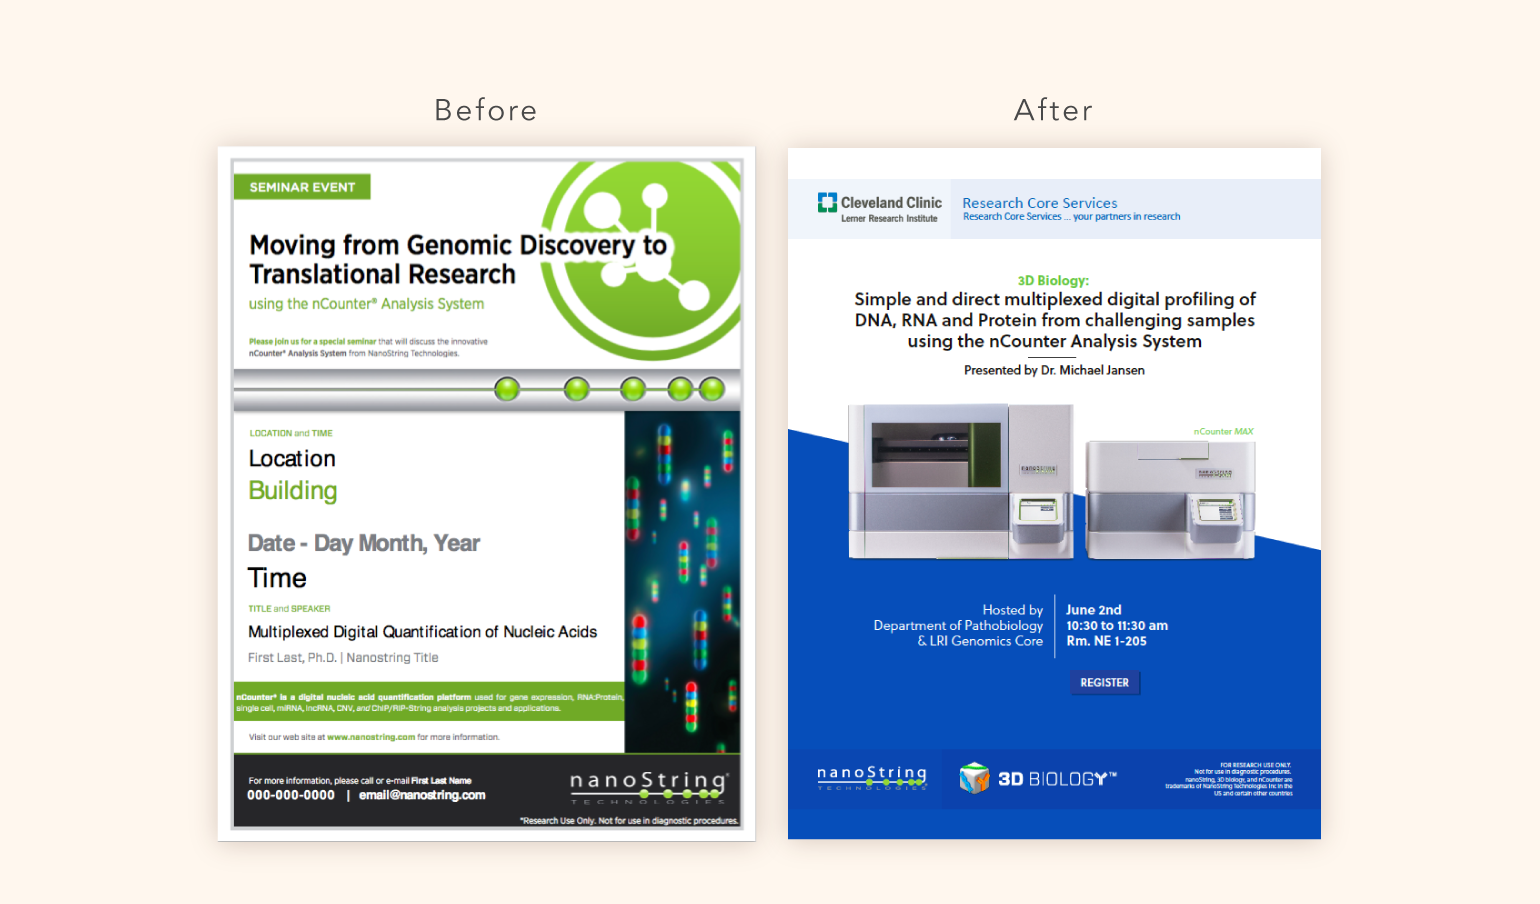 Before
After
SEMINAR EVENT
Moving from Genomic Discovery to
Translational Research
using the nCounter® Analysis System
Please join us for a special seminar that will discuss the innovative
nCounter® Analysis System from NanoString Technologies.
LOCATION and TIME
Location
Building
Date - Day Month, Year
Time
TITLE and SPEAKER
Multiplexed Digital Quantification of Nucleic Acids
First Last, Ph.D. | Nanostring Title
nCounter® is a digital nucleic acid quantification platform used for gene expression, RNA:Protein,
single cell, miRNA, lncRNA, CNV, and ChIP/RIP-String analysis projects and applications.
Visit our web site at www.nanostring.com for more information.
For more information, please call or e-mail First Last Name
000-000-0000 | email@nanostring.com
nanoString®
TECHNOLOGIES
*Research Use Only. Not for use in diagnostic procedures.
Cleveland Clinic
Lerner Research Institute
Research Core Services
Research Core Services ... your partners in research
3D Biology:
Simple and direct multiplexed digital profiling of
DNA, RNA and Protein from challenging samples
using the nCounter Analysis System
Presented by Dr. Michael Jansen
nCounter MAX
nanoString
nanoString
Hosted by
Department of Pathobiology
& LRI Genomics Core
June 2nd
10:30 to 11:30 am
Rm. NE 1-205
REGISTER
nanoString
TECHNOLOGIES
3D BIOLOGY™
FOR RESEARCH USE ONLY.
Not for use in diagnostic procedures.
nanoString, 3D biology, and nCounter are
trademarks of NanoString Technologies Inc in the
US and certain other countries